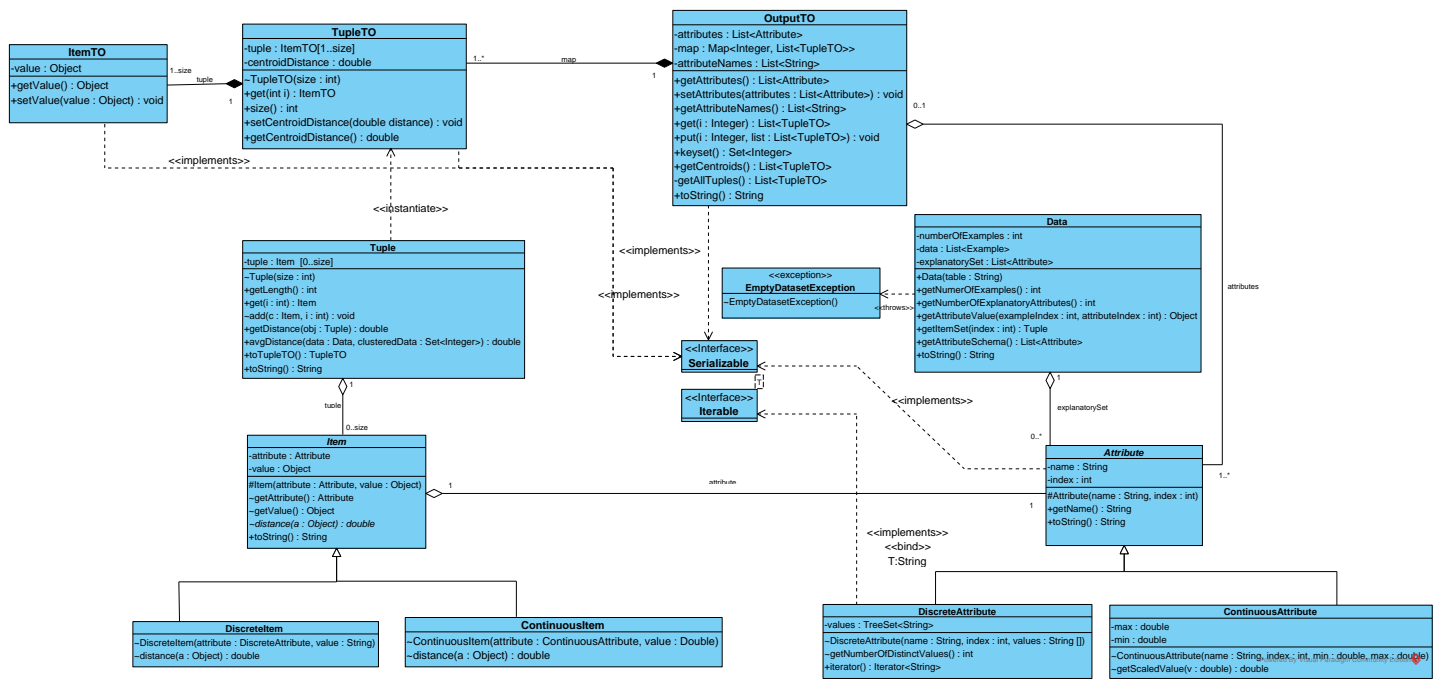 ItemTO
-value : Object
+getValue() : Object
+setValue(value : Object) : void
1..size
tuple
1
TupleTO
-tuple : ItemTO[1..size]
-centroidDistance : double
~TupleTO(size : int)
+get(int i) : ItemTO
+size() : int
+setCentroidDistance(double distance) : void
+getCentroidDistance() : double
1..*
map
1
OutputTO
-attributes : List<Attribute>
-map : Map<Integer, List<TupleTO>>
-attributeNames : List<String>
+getAttributes() : List<Attribute>
+setAttributes(attributes : List<Attribute>) : void
+getAttributeNames() : List<String>
+get(i : Integer) : List<TupleTO>
+put(i : Integer, list : List<TupleTO>) : void
+keyset() : Set<Integer>
+getCentroids() : List<TupleTO>
-getAllTuples() : List<TupleTO>
+toString() : String
0..1
attributes
1..*
<<implements>>
<<instantiate>>
<<implements>>
<<implements>>
Tuple
-tuple : Item  [0..size]
~Tuple(size : int)
+getLength() : int
+get(i : int) : Item
~add(c : Item, i : int) : void
+getDistance(obj : Tuple) : double
+avgDistance(data : Data, clusteredData : Set<Integer>) : double
+toTupleTO() : TupleTO
+toString() : String
1
tuple
0..size
<<exception>>
EmptyDatasetException
~EmptyDatasetException()
<<throws>>
Data
-numberOfExamples : int
-data : List<Example>
-explanatorySet : List<Attribute>
+Data(table : String)
+getNumerOfExamples() : int
+getNumberOfExplanatoryAttributes() : int
+getAttributeValue(exampleIndex : int, attributeIndex : int) : Object
+getItemSet(index : int) : Tuple
+getAttributeSchema() : List<Attribute>
+toString() : String
1
explanatorySet
0..*
<<Interface>>
Serializable
T
<<Interface>>
Iterable
<<implements>>
Item
-attribute : Attribute
-value : Object
#Item(attribute : Attribute, value : Object)
~getAttribute() : Attribute
~getValue() : Object
~distance(a : Object) : double
+toString() : String
1
attribute
1
Attribute
-name : String
-index : int
#Attribute(name : String, index : int)
+getName() : String
+toString() : String
<<implements>>
<<bind>>
T:String
DiscreteItem
~DiscreteItem(attribute : DiscreteAttribute, value : String)
~distance(a : Object) : double
ContinuousItem
~ContinuousItem(attribute : ContinuousAttribute, value : Double)
~distance(a : Object) : double
DiscreteAttribute
-values : TreeSet<String>
~DiscreteAttribute(name : String, index : int, values : String [])
~getNumberOfDistinctValues() : int
+iterator() : Iterator<String>
ContinuousAttribute
-max : double
-min : double
~ContinuousAttribute(name : String, index : int, min : double, max : double)
~getScaledValue(v : double) : double
Powered By Visual Paradigm Community Edition